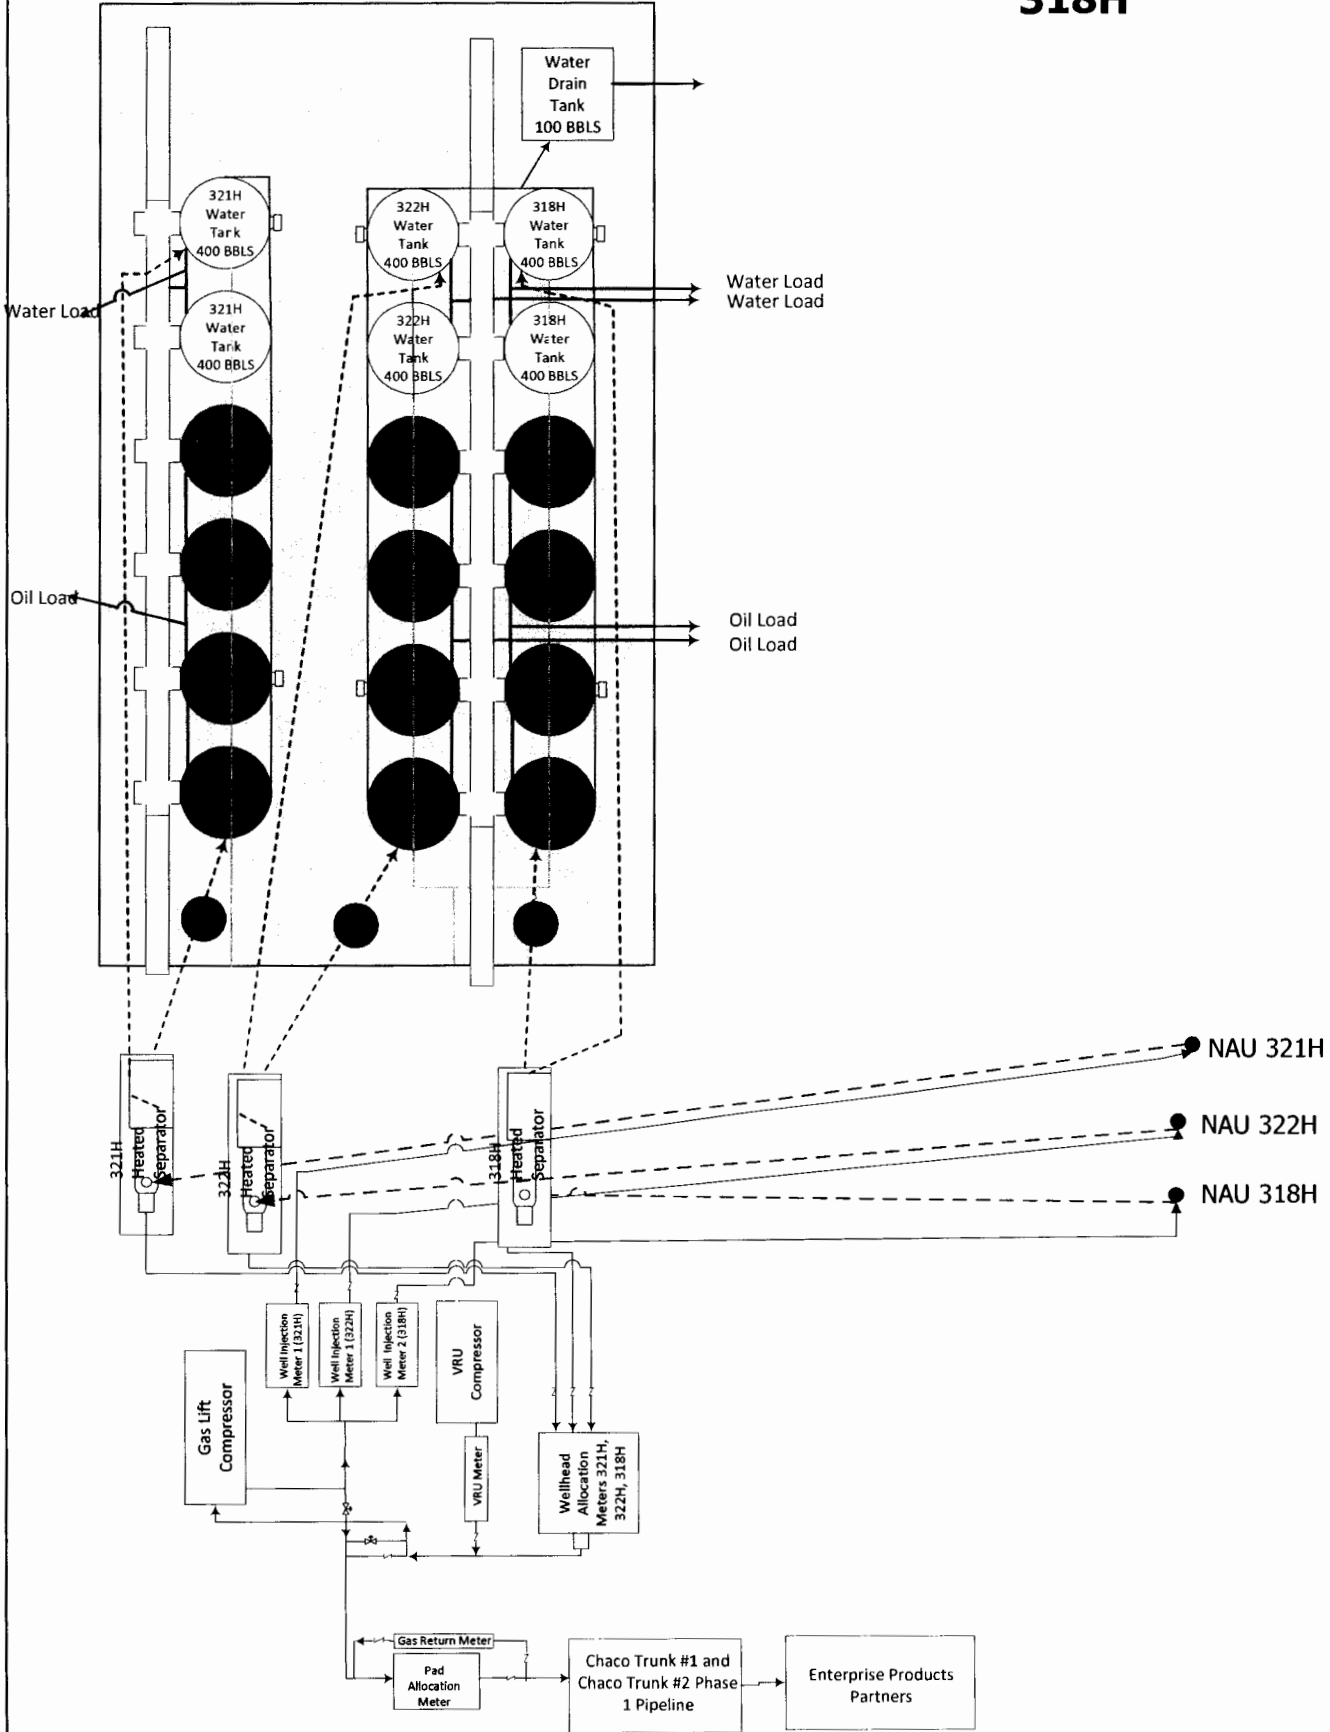 318H
Water
Drain
Tank
100 BBLS
321H
Water
Tank
400 BBLS
322H
Water
Tank
400 BBLS
318H
Water
Tank
400 BBLS
Water Load
Water Load
Water Load
321H
Water
Tank
400 BBLS
322H
Water
Tank
400 BBLS
318H
Water
Tank
400 BBLS
Oil Load
Oil Load
Oil Load
NAU 321H
NAU 322H
NAU 318H
321H
Heated
Separator
322H
Heated
Separator
318H
Heated
Separator
Well Injection
Meter 1 (321H)
Well Injection
Meter 1 (322H)
Well Injection
Meter 2 (318H)
VRU
Compressor
Gas Lift
Compressor
VRU Meter
Wellhead
Allocation
Meters 321H,
322H, 318H
Gas Return Meter
Pad
Allocation
Meter
Chaco Trunk #1 and
Chaco Trunk #2 Phase
1 Pipeline
Enterprise Products
Partners